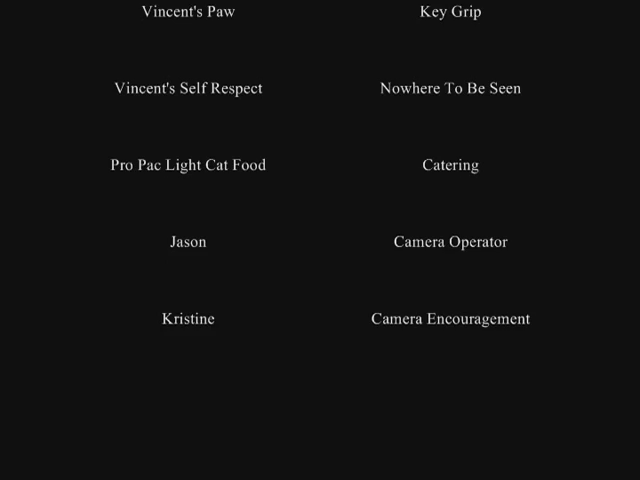 Vincent's Paw Key Grip
Vincent's Self Respect Nowhere To Be Seen
Pro Pac Light Cat Food Catering
Jason Camera Operator
Kristine Camera Encouragement